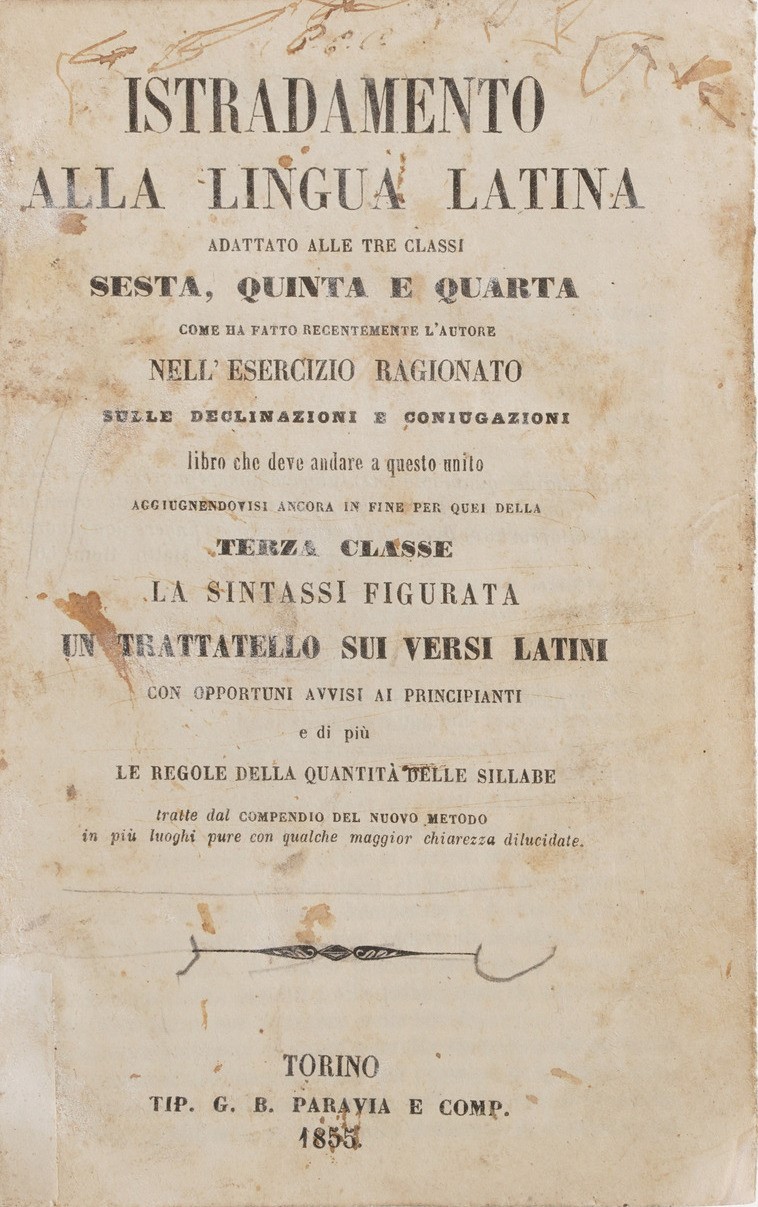 ISTRADAMENTO
ALLA LINGUA LATINA
ADATTATO ALLE TRE CLASSI
SESTA, QUINTA E QUARTA
COME HA FATTO RECENTEMENTE L'AUTORE
NELL' ESERCIZIO RAGIONATO
SULLE DECLINAZIONI E CONIUGAZIONI
libro che deve andare a questo unito
AGGIUGNENDOVISI ANCORA IN FINE PER QUEI DELLA
TERZA CLASSE
LA SINTASSI FIGURATA
UN TRATTATELLO SUI VERSI LATINI
CON OPPORTUNI AVVISI AI PRINCIPIANTI
e di più
LE REGOLE DELLA QUANTITÀ DELLE SILLABE
tratte dal COMPENDIO DEL NUOVO METODO
in più luoghi pure con qualche maggior chiarezza dilucidate.
TORINO
TIP. G. B. PARAVIA E COMP.
1855.